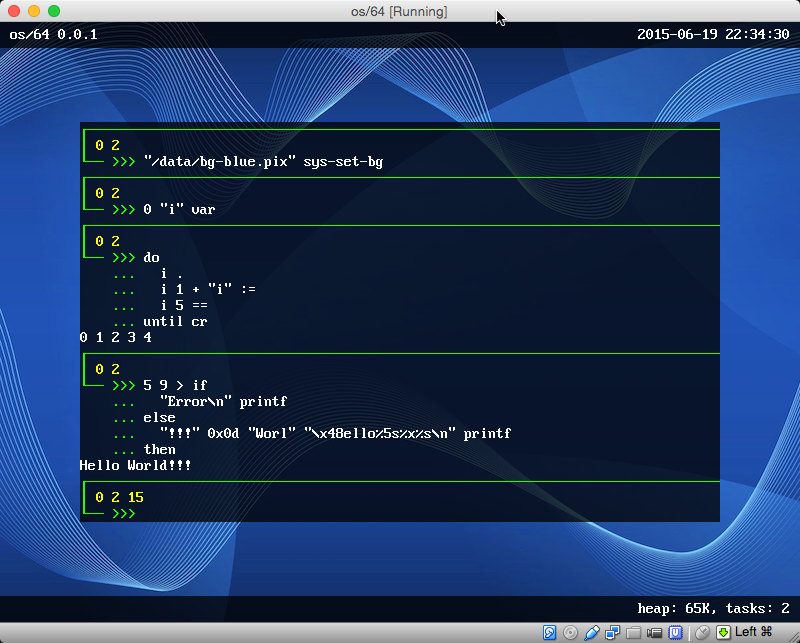 os/64 [Running]
os/64 0.0.1 2015-06-19 22:34:30
0 2
>>> "/data/bg-blue.pix" sys-set-bg
0 2
>>> 0 "i" var
0 2
>>> do
... i .
... i 1 + "i" :=
... i 5 ==
... until cr
0 1 2 3 4
0 2
>>> 5 9 > if
... "Error\n" printf
... else
... "!!!" 0x0d "Worl" "\x48ello%5s%x%s\n" printf
... then
Hello World!!!
0 2 15
>>>
heap: 65K, tasks: 2
Left ⌘